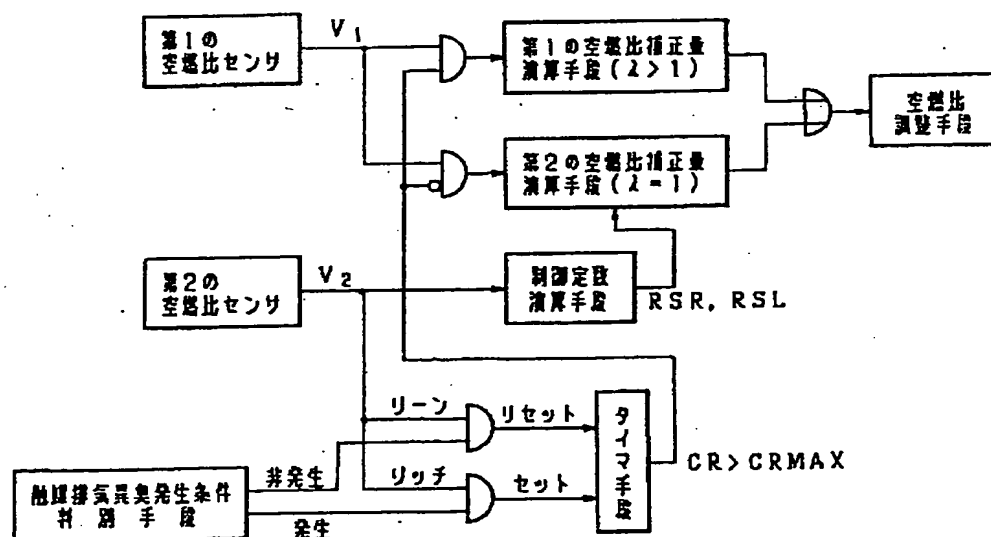 第1の
空燃比センサ
V1
第1の空燃比補正量
演算手段(λ>1)
空燃比
調整手段
第2の空燃比補正量
演算手段(λ=1)
第2の
空燃比センサ
V2
制御定数
演算手段
RSR, RSL
リーン
リセット
タイマ手段
CR>CRMAX
非発生
リッチ
セット
触媒排気異臭発生条件
判別手段
発生